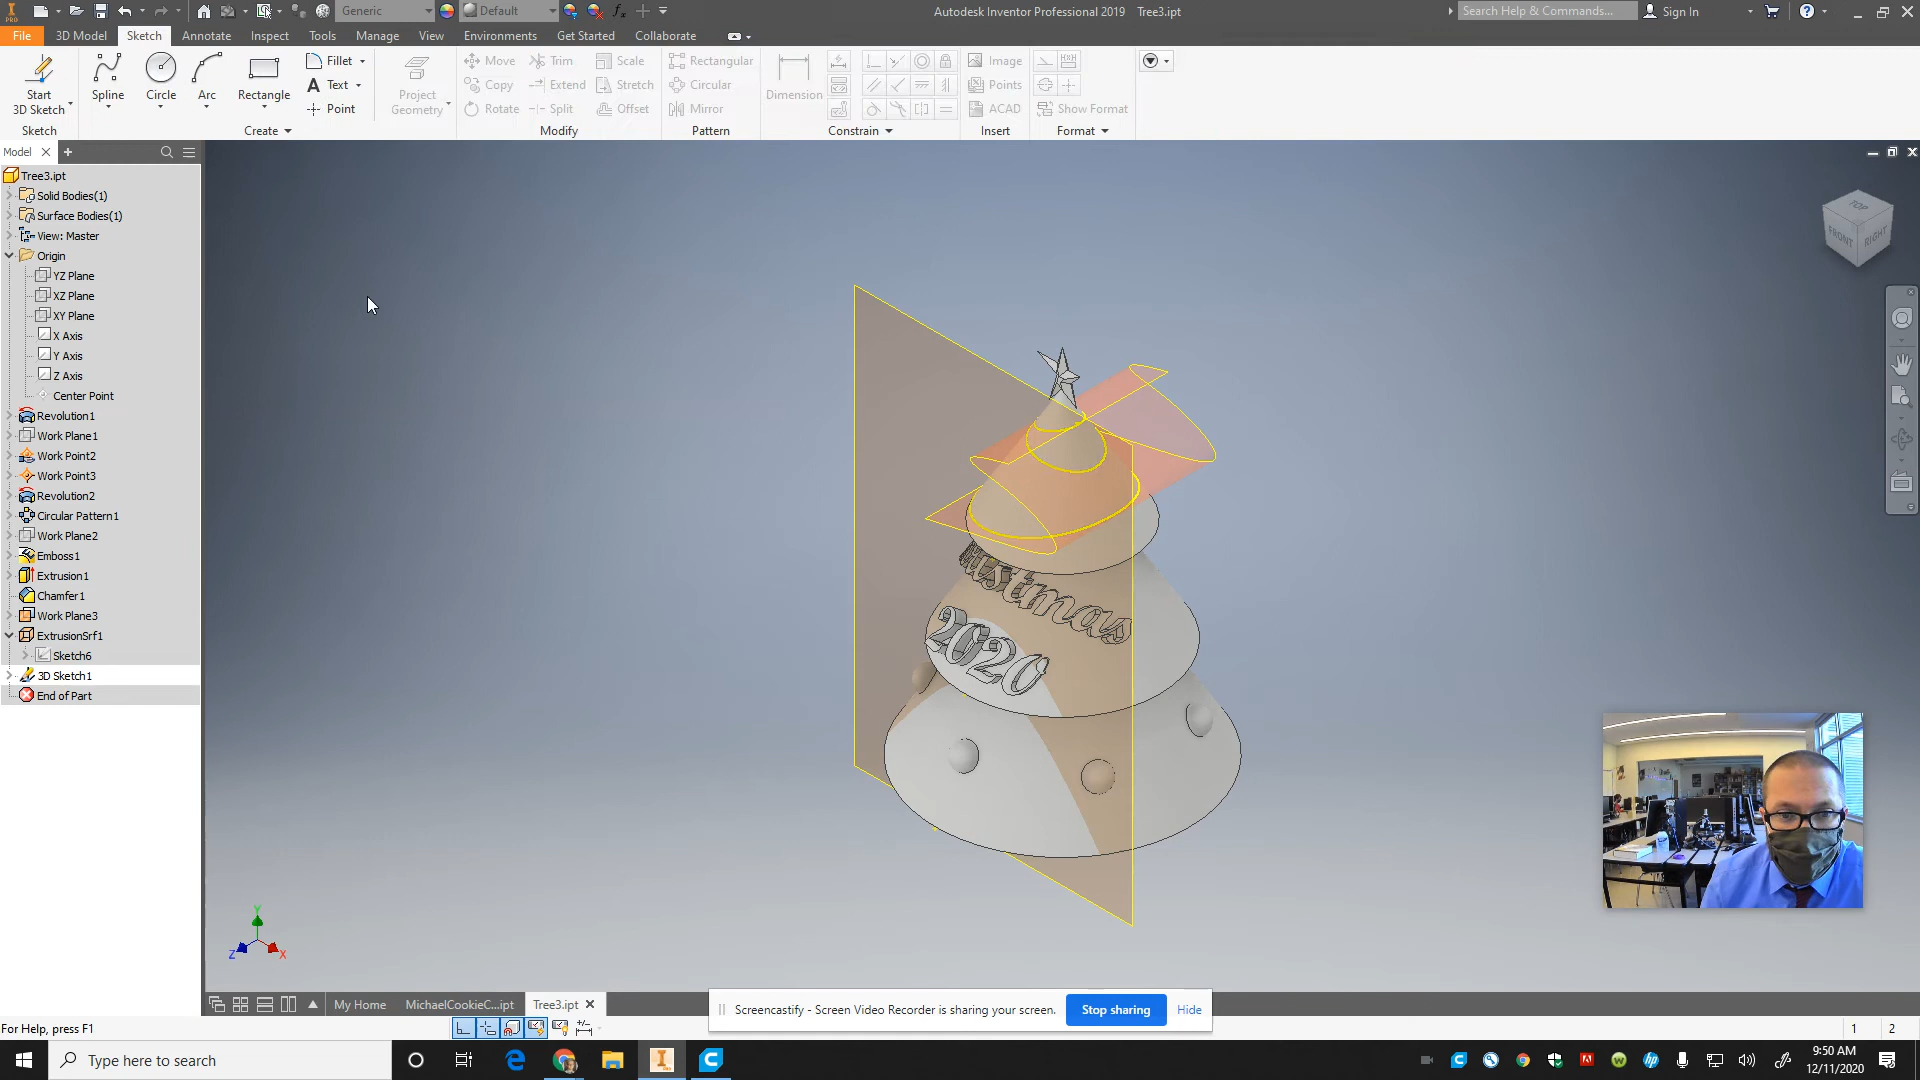 PRO
Generic
Default
Autodesk Inventor Professional 2019 Tree3.ipt
Search Help & Commands...
Sign In
File
3D Model
Sketch
Annotate
Inspect
Tools
Manage
View
Environments
Get Started
Collaborate
Start
3D Sketch
Spline
Circle
Arc
Rectangle
Fillet
Text
Point
Project
Geometry
Move
Copy
Rotate
Trim
Extend
Split
Scale
Stretch
Offset
Rectangular
Circular
Mirror
Dimension
Image
Points
ACAD
Show Format
Sketch
Create
Modify
Pattern
Constrain
Insert
Format
Model
Tree3.ipt
Solid Bodies(1)
Surface Bodies(1)
View: Master
Origin
YZ Plane
XZ Plane
XY Plane
X Axis
Y Axis
Z Axis
Center Point
Revolution1
Work Plane1
Work Point2
Work Point3
Revolution2
Circular Pattern1
Work Plane2
Emboss1
Extrusion1
Chamfer1
Work Plane3
ExtrusionSrf1
Sketch6
3D Sketch1
End of Part
TOP
FRONT
RIGHT
2020
Y
Z
X
My Home
MichaelCookieC...ipt
Tree3.ipt
Screencastify - Screen Video Recorder is sharing your screen.
Stop sharing
Hide
For Help, press F1
1
2
Type here to search
9:50 AM
12/11/2020